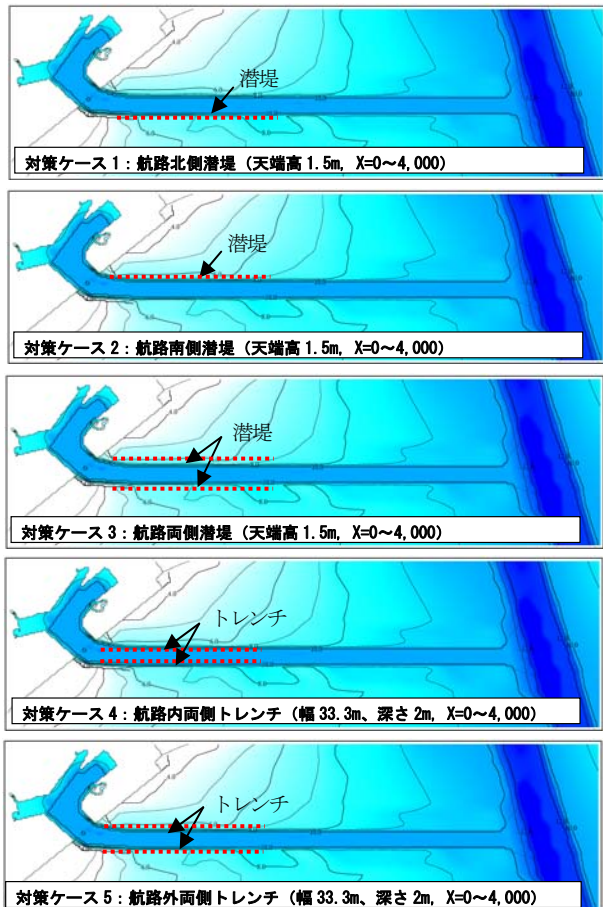 潜堤
対策ケース 1：航路北側潜堤（天端高 1.5m, X=0～4,000）
潜堤
対策ケース 2：航路南側潜堤（天端高 1.5m, X=0～4,000）
潜堤
対策ケース 3：航路両側潜堤（天端高 1.5m, X=0～4,000）
トレンチ
対策ケース 4：航路内両側トレンチ（幅 33.3m、深さ 2m, X=0～4,000）
トレンチ
対策ケース 5：航路外両側トレンチ（幅 33.3m、深さ 2m, X=0～4,000）